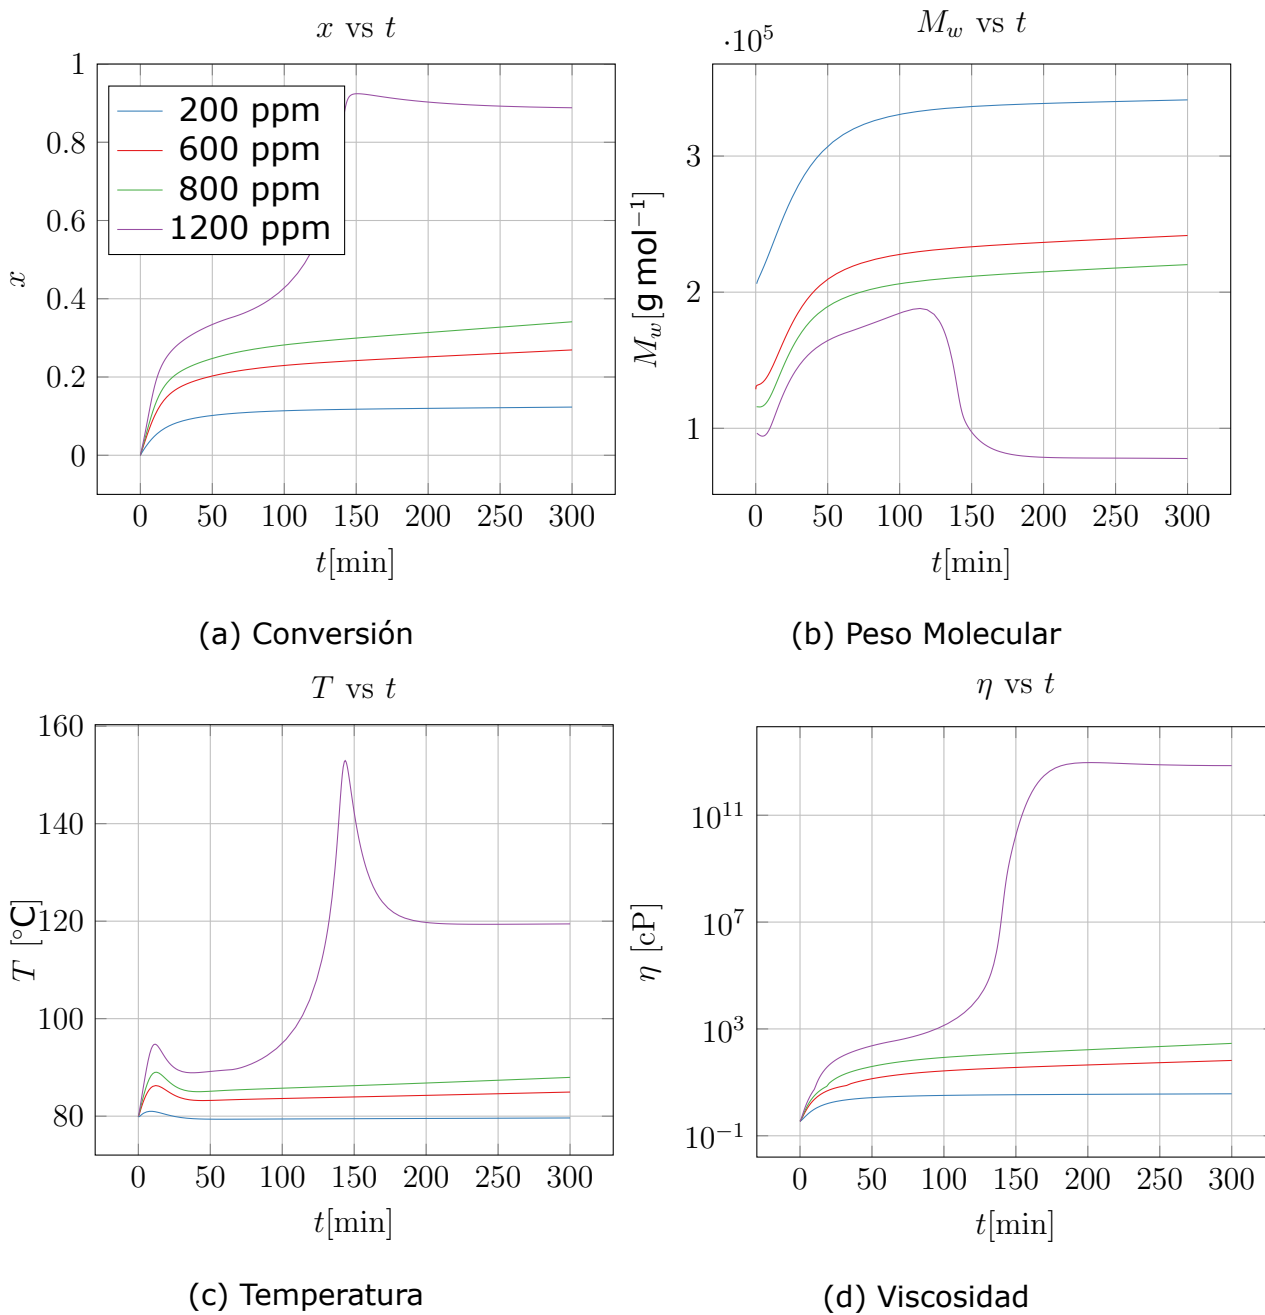 x vs t
1
0.8
0.6
0.4
0.2
0
x
200 ppm
600 ppm
800 ppm
1200 ppm
0 50 100 150 200 250 300
t[min]
(a) Conversión
M_w vs t
·10^5
3
2
1
M_w[g mol^−1]
0 50 100 150 200 250 300
t[min]
(b) Peso Molecular
T vs t
160
140
120
100
80
T [°C]
0 50 100 150 200 250 300
t[min]
(c) Temperatura
η vs t
10^11
10^7
10^3
10^−1
η [cP]
0 50 100 150 200 250 300
t[min]
(d) Viscosidad